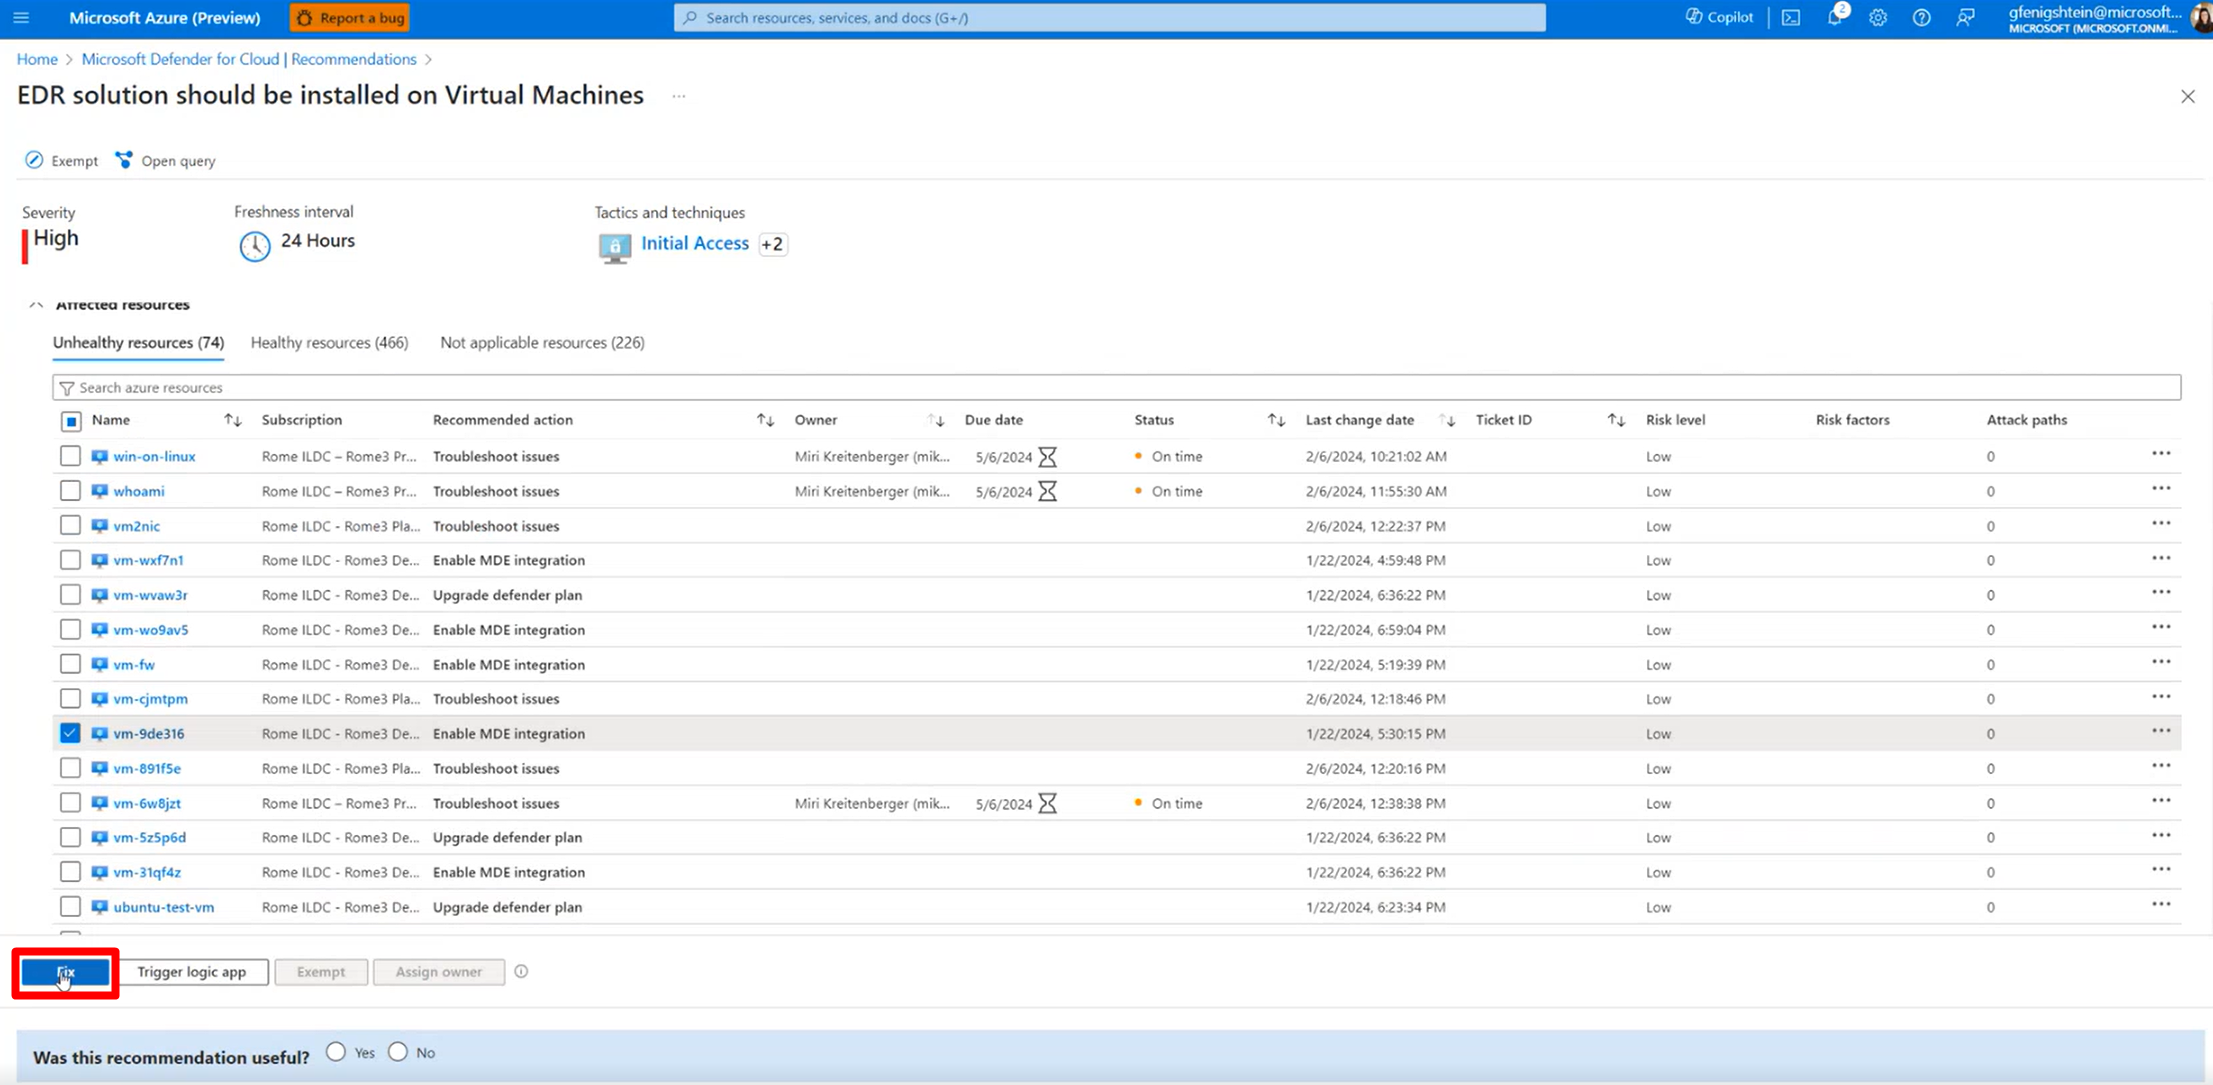 Microsoft Azure (Preview) Report a bug Search resources, services, and docs (G+/) Copilot 2 gfenigshtein@microsoft...
MICROSOFT (MICROSOFT.ONMI...
Home > Microsoft Defender for Cloud | Recommendations >
EDR solution should be installed on Virtual Machines ...
Exempt Open query
Severity Freshness interval Tactics and techniques
High 24 Hours Initial Access +2
Affected resources
Unhealthy resources (74) Healthy resources (466) Not applicable resources (226)
Search azure resources
Name Subscription Recommended action Owner Due date Status Last change date Ticket ID Risk level Risk factors Attack paths
win-on-linux Rome ILDC – Rome3 Pr... Troubleshoot issues Miri Kreitenberger (mik... 5/6/2024 On time 2/6/2024, 10:21:02 AM Low 0 ...
whoami Rome ILDC – Rome3 Pr... Troubleshoot issues Miri Kreitenberger (mik... 5/6/2024 On time 2/6/2024, 11:55:30 AM Low 0 ...
vm2nic Rome ILDC - Rome3 Pla... Troubleshoot issues 2/6/2024, 12:22:37 PM Low 0 ...
vm-wxf7n1 Rome ILDC - Rome3 De... Enable MDE integration 1/22/2024, 4:59:48 PM Low 0 ...
vm-wvaw3r Rome ILDC - Rome3 De... Upgrade defender plan 1/22/2024, 6:36:22 PM Low 0 ...
vm-wo9av5 Rome ILDC - Rome3 De... Enable MDE integration 1/22/2024, 6:59:04 PM Low 0 ...
vm-fw Rome ILDC - Rome3 De... Enable MDE integration 1/22/2024, 5:19:39 PM Low 0 ...
vm-cjmtpm Rome ILDC - Rome3 Pla... Troubleshoot issues 2/6/2024, 12:18:46 PM Low 0 ...
vm-9de316 Rome ILDC - Rome3 De... Enable MDE integration 1/22/2024, 5:30:15 PM Low 0 ...
vm-891f5e Rome ILDC - Rome3 Pla... Troubleshoot issues 2/6/2024, 12:20:16 PM Low 0 ...
vm-6w8jzt Rome ILDC – Rome3 Pr... Troubleshoot issues Miri Kreitenberger (mik... 5/6/2024 On time 2/6/2024, 12:38:38 PM Low 0 ...
vm-5z5p6d Rome ILDC - Rome3 De... Upgrade defender plan 1/22/2024, 6:36:22 PM Low 0 ...
vm-31qf4z Rome ILDC - Rome3 De... Enable MDE integration 1/22/2024, 6:36:22 PM Low 0 ...
ubuntu-test-vm Rome ILDC - Rome3 De... Upgrade defender plan 1/22/2024, 6:23:34 PM Low 0 ...
Fix Trigger logic app Exempt Assign owner
Was this recommendation useful? Yes No